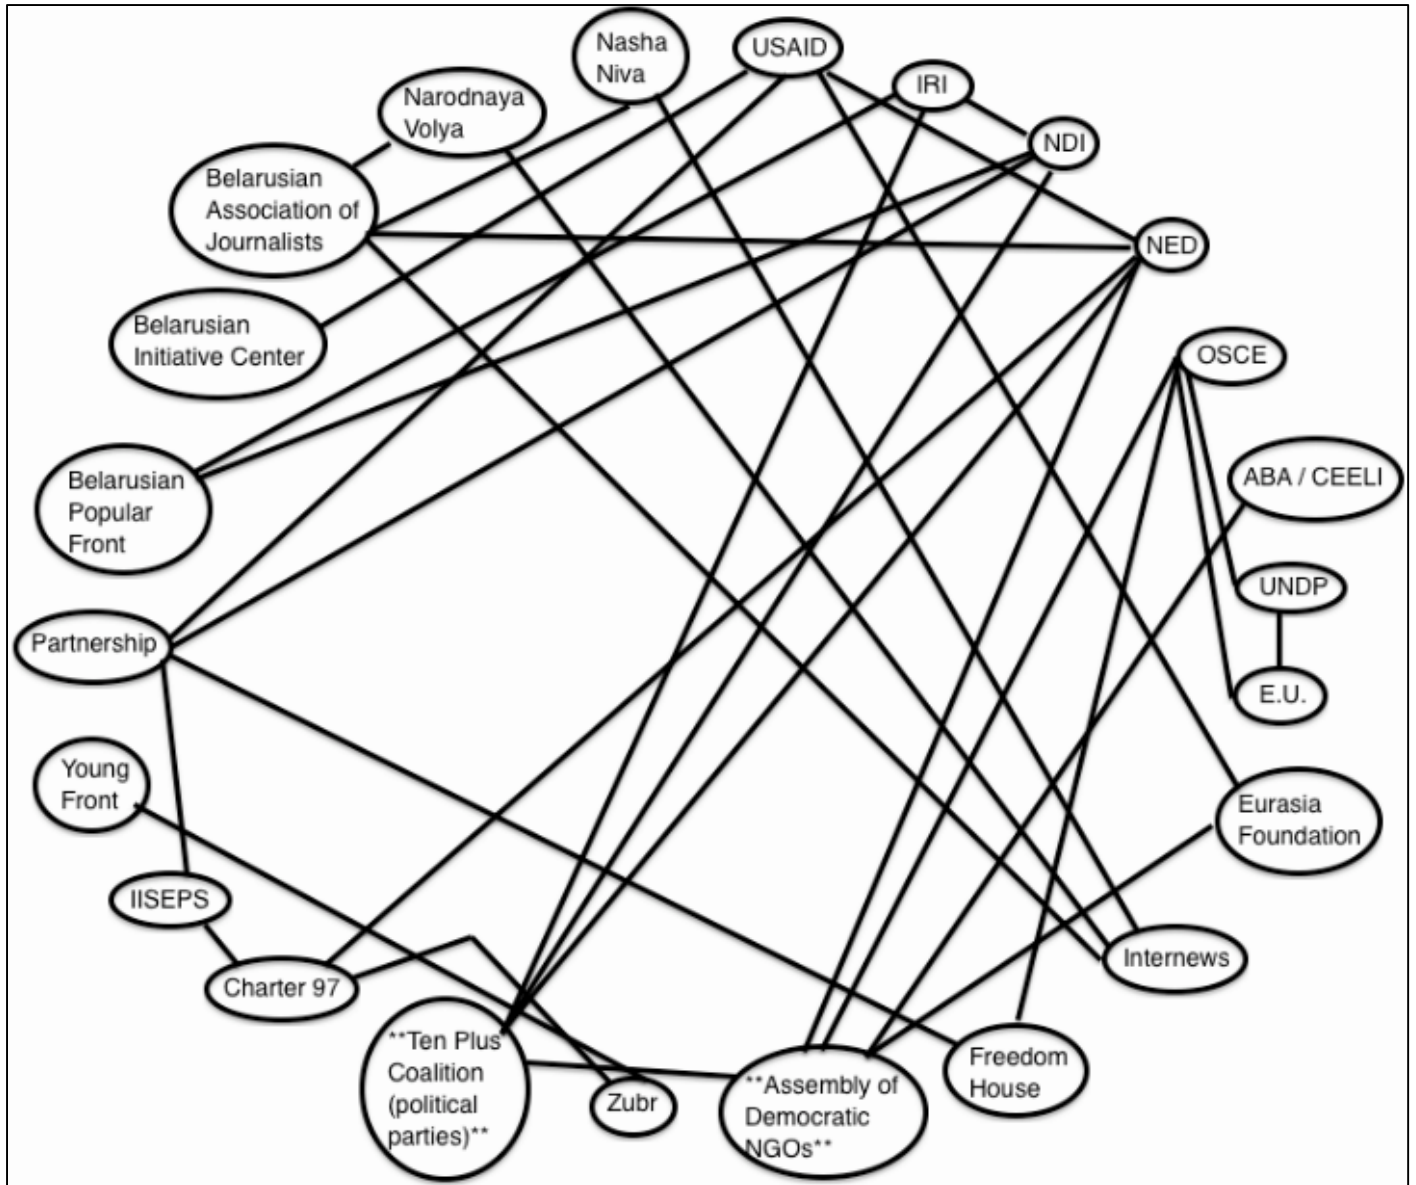 Nasha
Niva
USAID
IRI
Narodnaya
Volya
NDI
Belarusian
Association of
Journalists
NED
Belarusian
Initiative Center
OSCE
Belarusian
Popular
Front
ABA / CEELI
UNDP
Partnership
E.U.
Young
Front
Eurasia
Foundation
IISEPS
Internews
Charter 97
**Ten Plus
Coalition
(political
parties)**
Zubr
**Assembly of
Democratic
NGOs**
Freedom
House